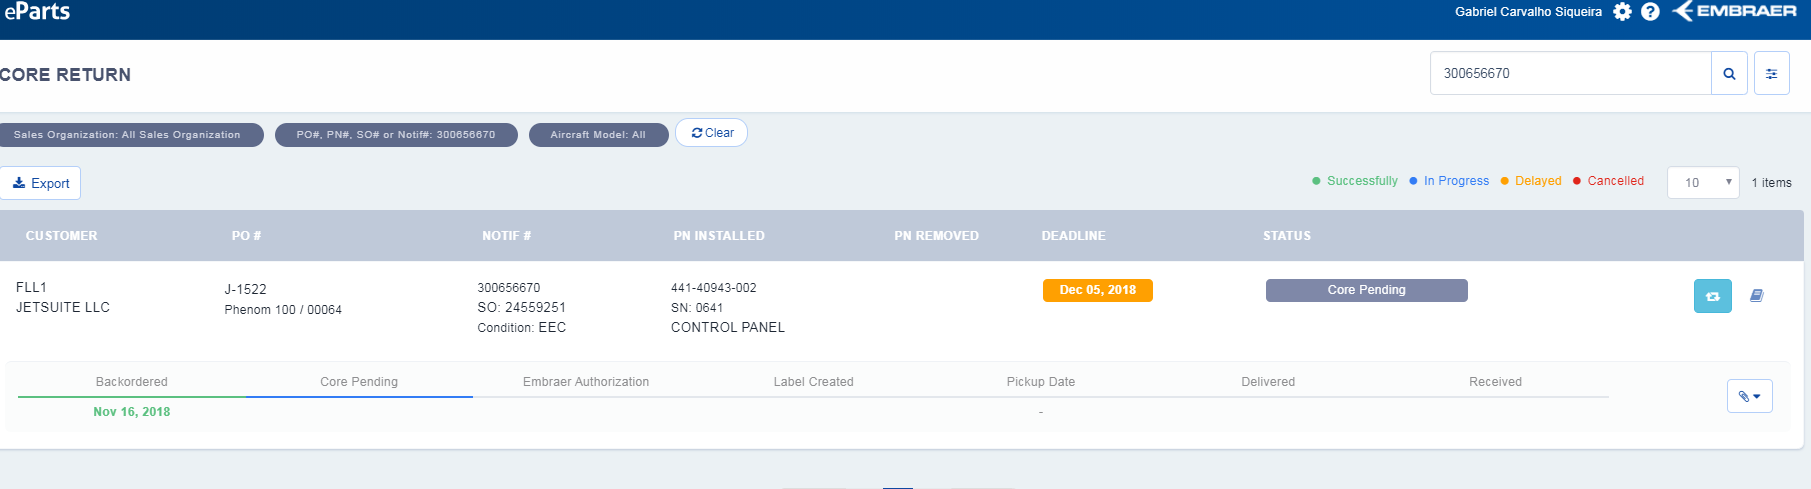 eParts
Gabriel Carvalho Siqueira
EMBRAER
CORE RETURN
300656670
Sales Organization: All Sales Organization
PO#, PN#, SO# or Notif#: 300656670
Aircraft Model: All
Clear
Export
Successfully
In Progress
Delayed
Cancelled
10
1 items
CUSTOMER PO # NOTIF # PN INSTALLED PN REMOVED DEADLINE STATUS
FLL1
JETSUITE LLC
J-1522
Phenom 100 / 00064
300656670
SO: 24559251
Condition: EEC
441-40943-002
SN: 0641
CONTROL PANEL
Dec 05, 2018
Core Pending
Backordered Core Pending Embraer Authorization Label Created Pickup Date Delivered Received
Nov 16, 2018 -